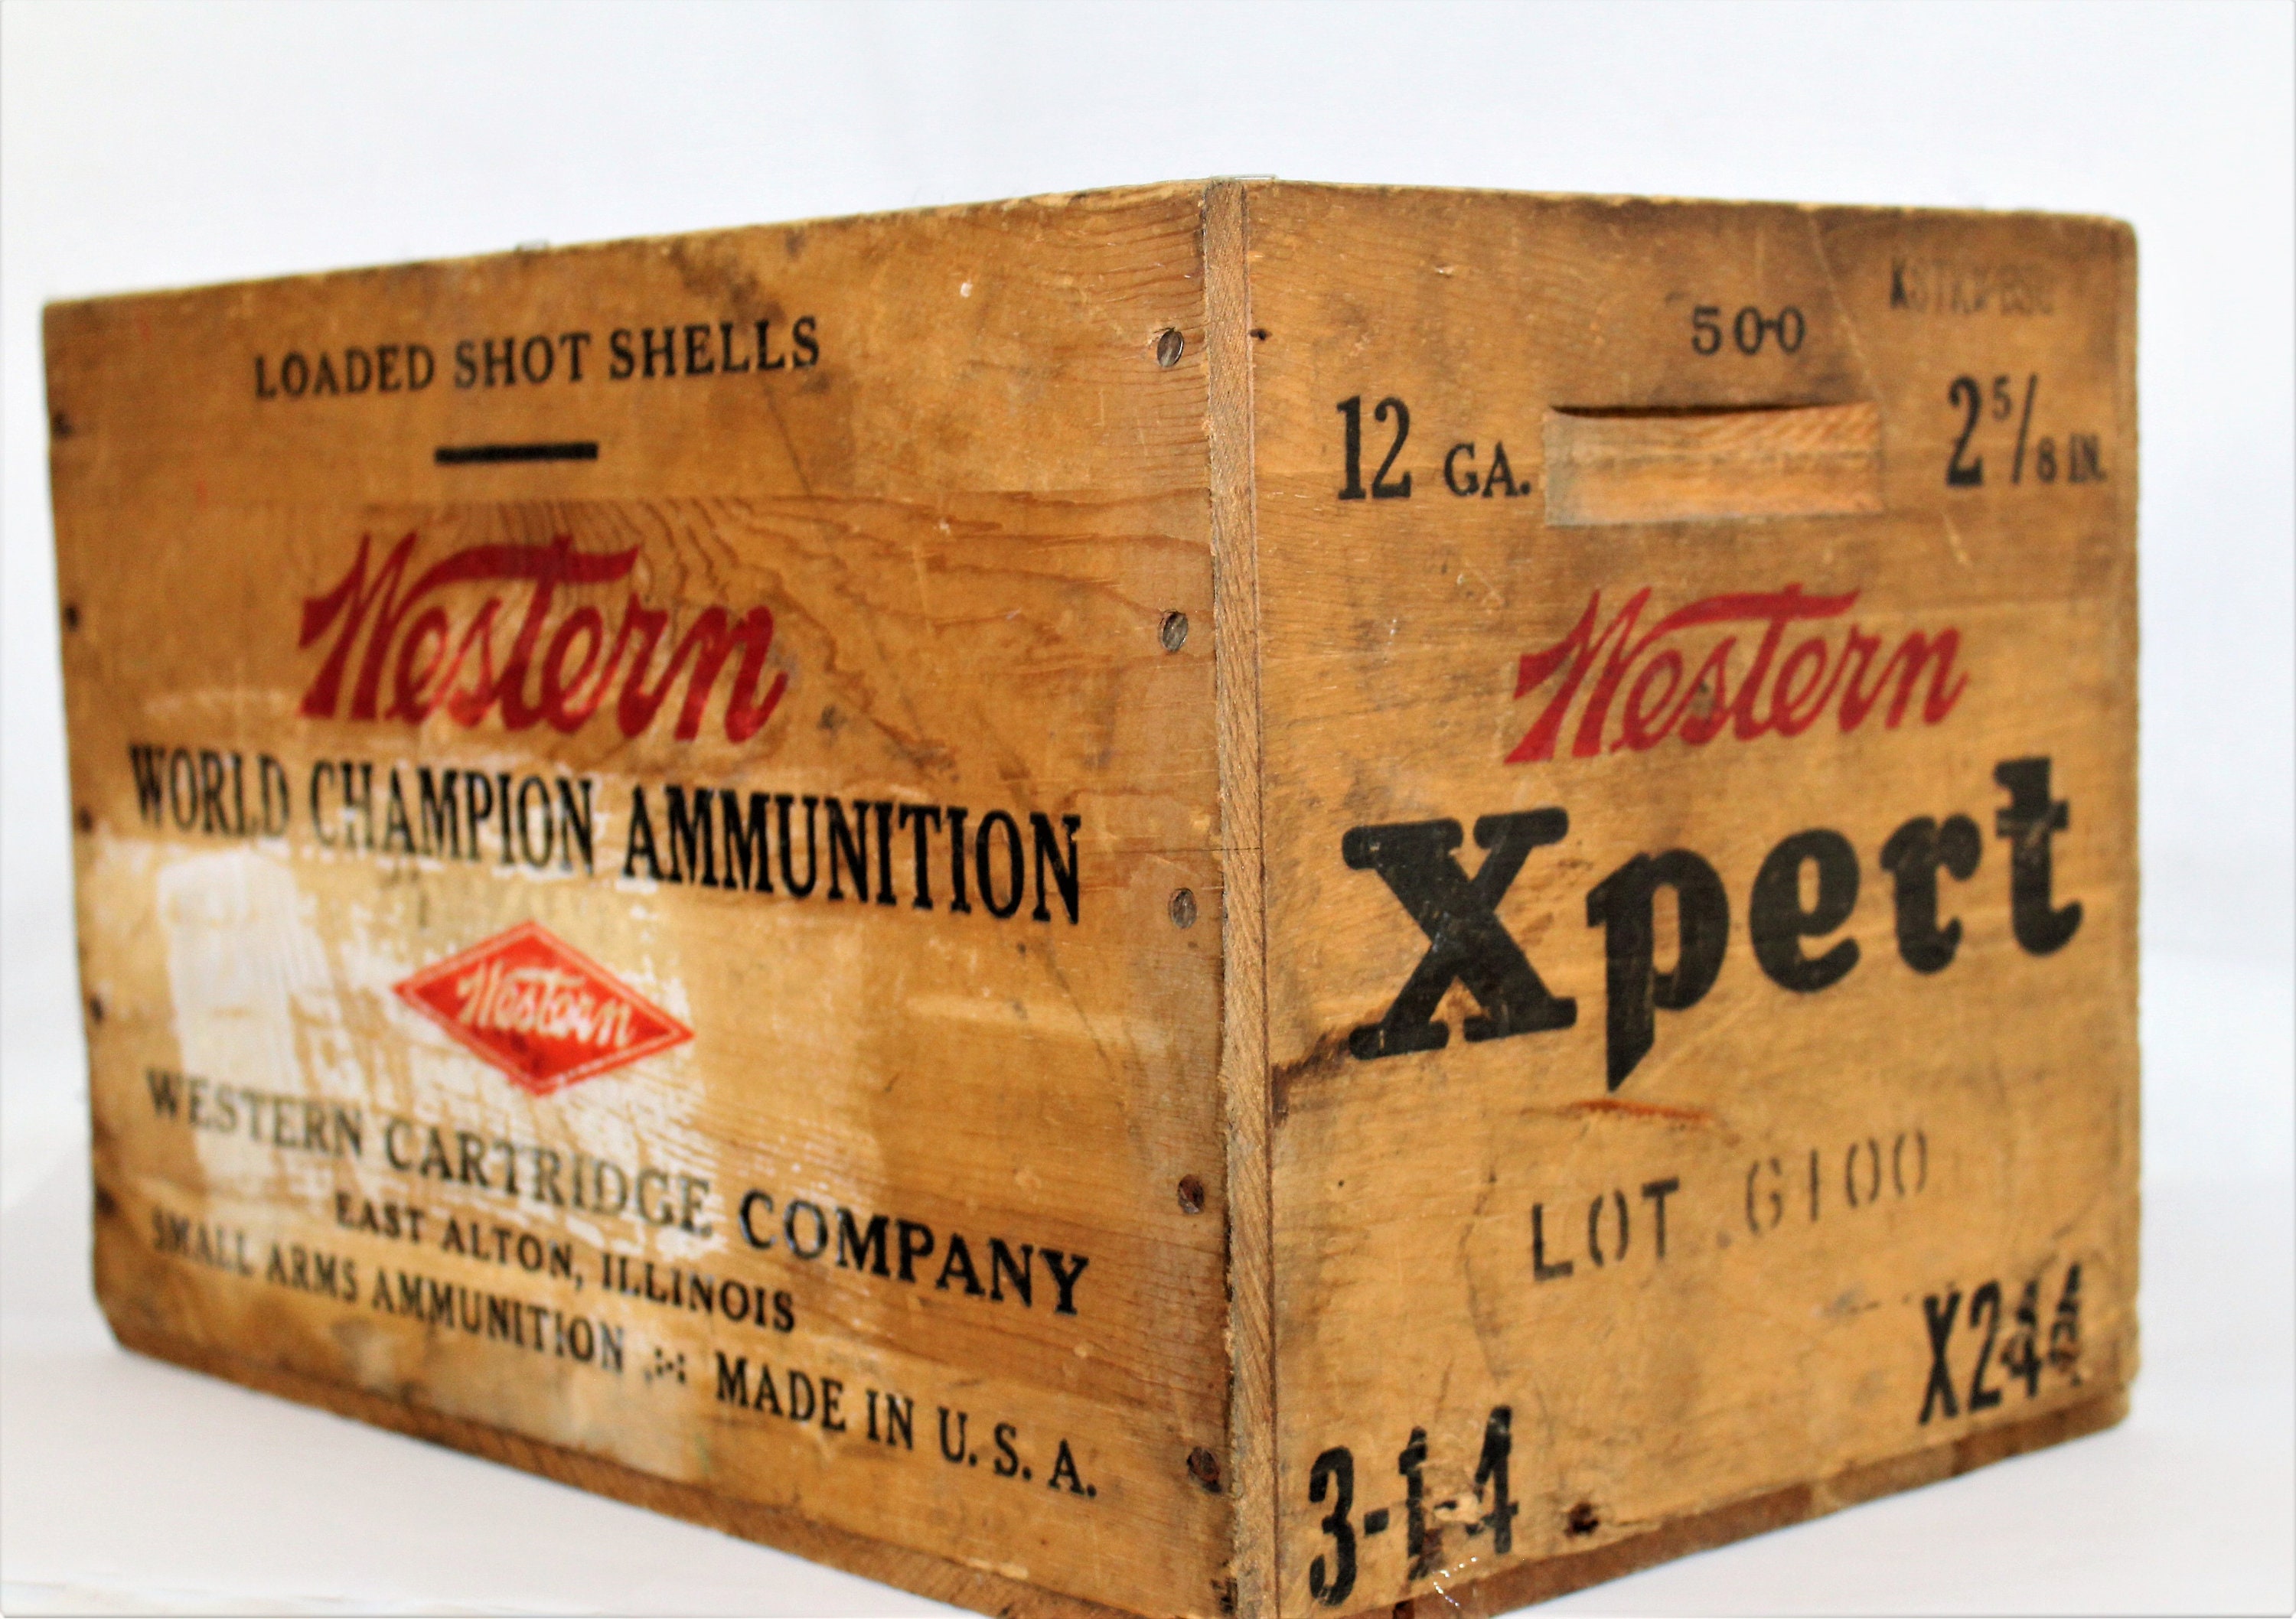 LOADED SHOT SHELLS
Western
WORLD CHAMPION AMMUNITION
Western
WESTERN CARTRIDGE COMPANY
EAST ALTON, ILLINOIS
SMALL ARMS AMMUNITION MADE IN U.S.A.
500
12 GA. 2 5/8 IN.
Western
Xpert
LOT G100
X244
3-1-4